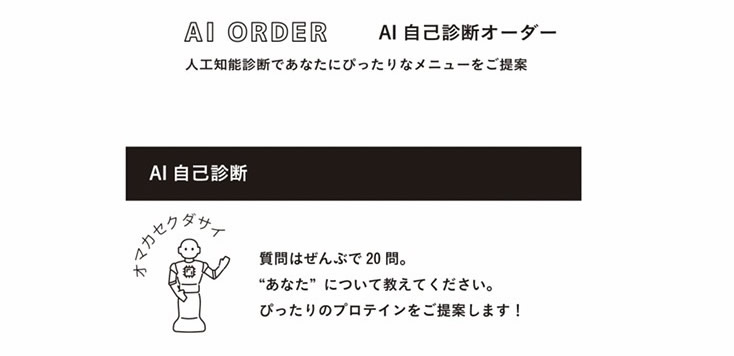 AI ORDER AI 自己診断オーダー
人工知能診断であなたにぴったりなメニューをご提案
AI 自己診断
オマカセクダサイ
質問はぜんぶで 20 問。
“あなた” について教えてください。
ぴったりのプロテインをご提案します！